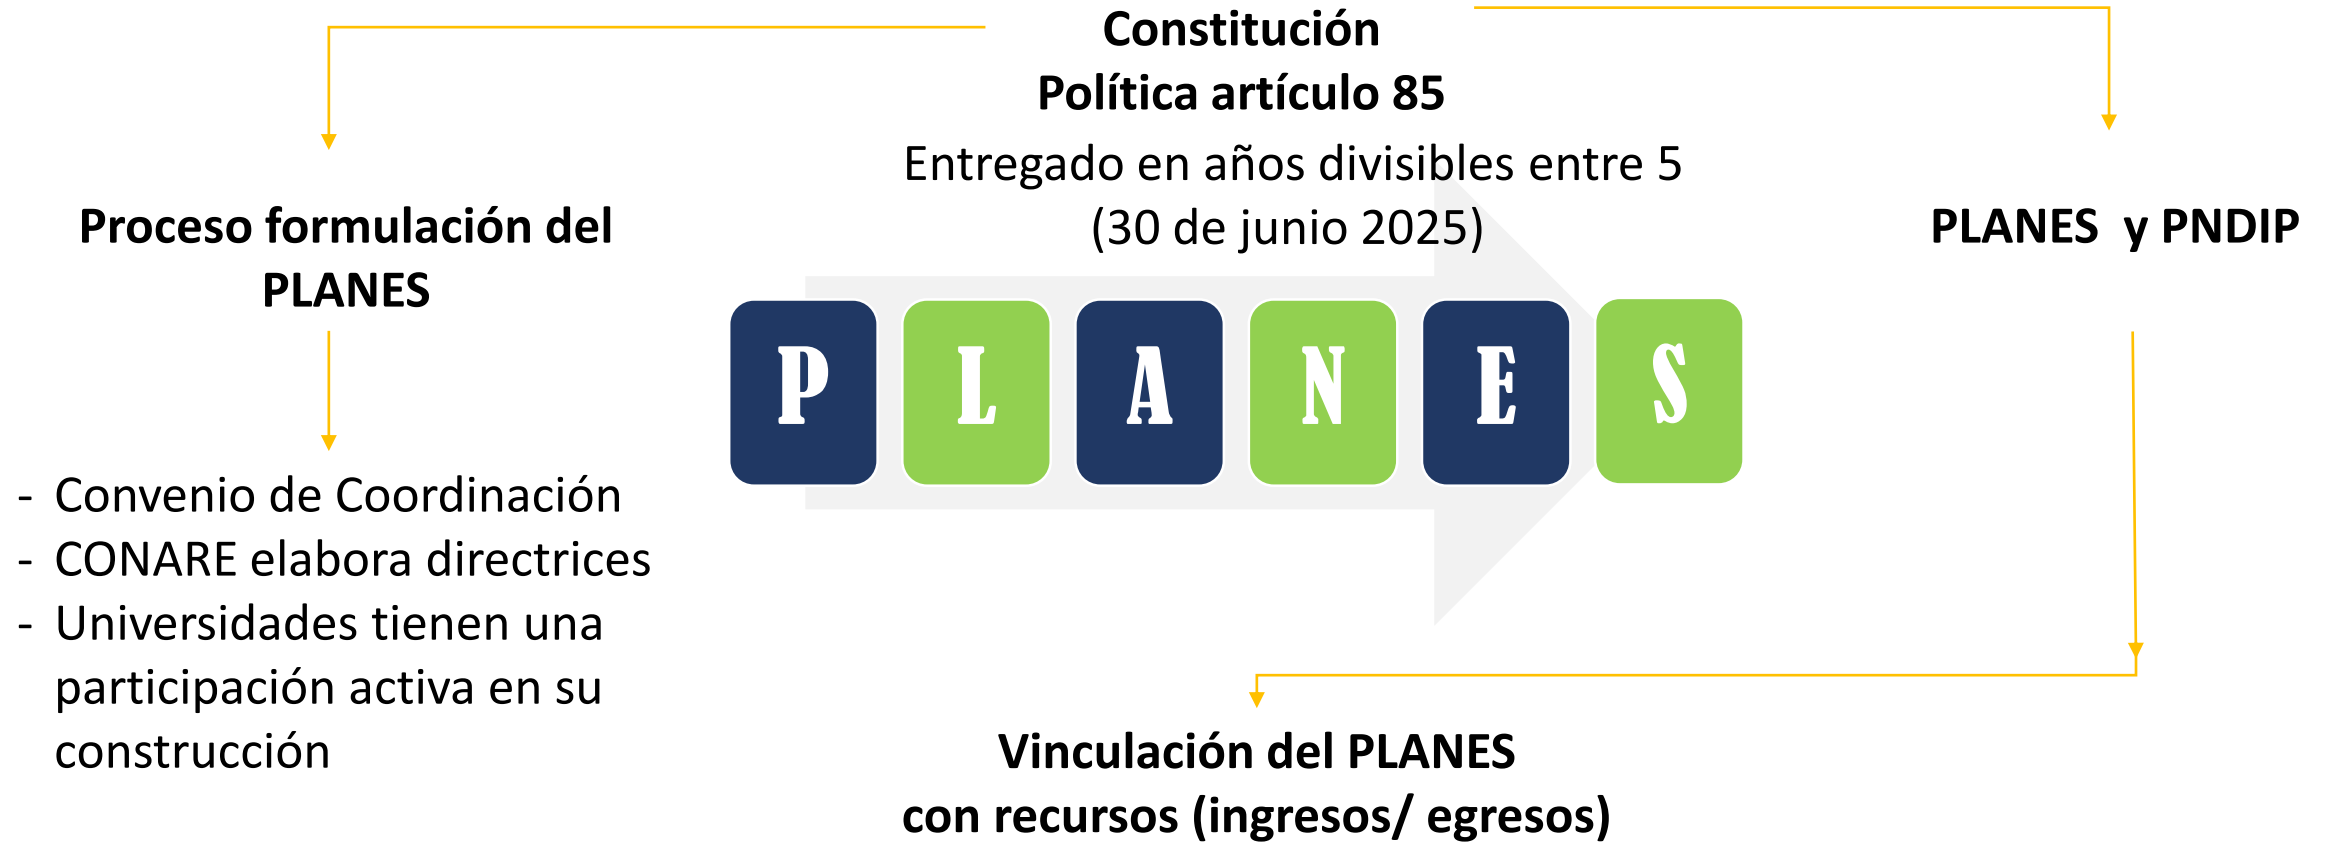 Constitución
Política artículo 85
Entregado en años divisibles entre 5
(30 de junio 2025)
Proceso formulación del
PLANES
PLANES y PNDIP
P L A N E S
- Convenio de Coordinación
- CONARE elabora directrices
- Universidades tienen una
participación activa en su
construcción
Vinculación del PLANES
con recursos (ingresos/ egresos)